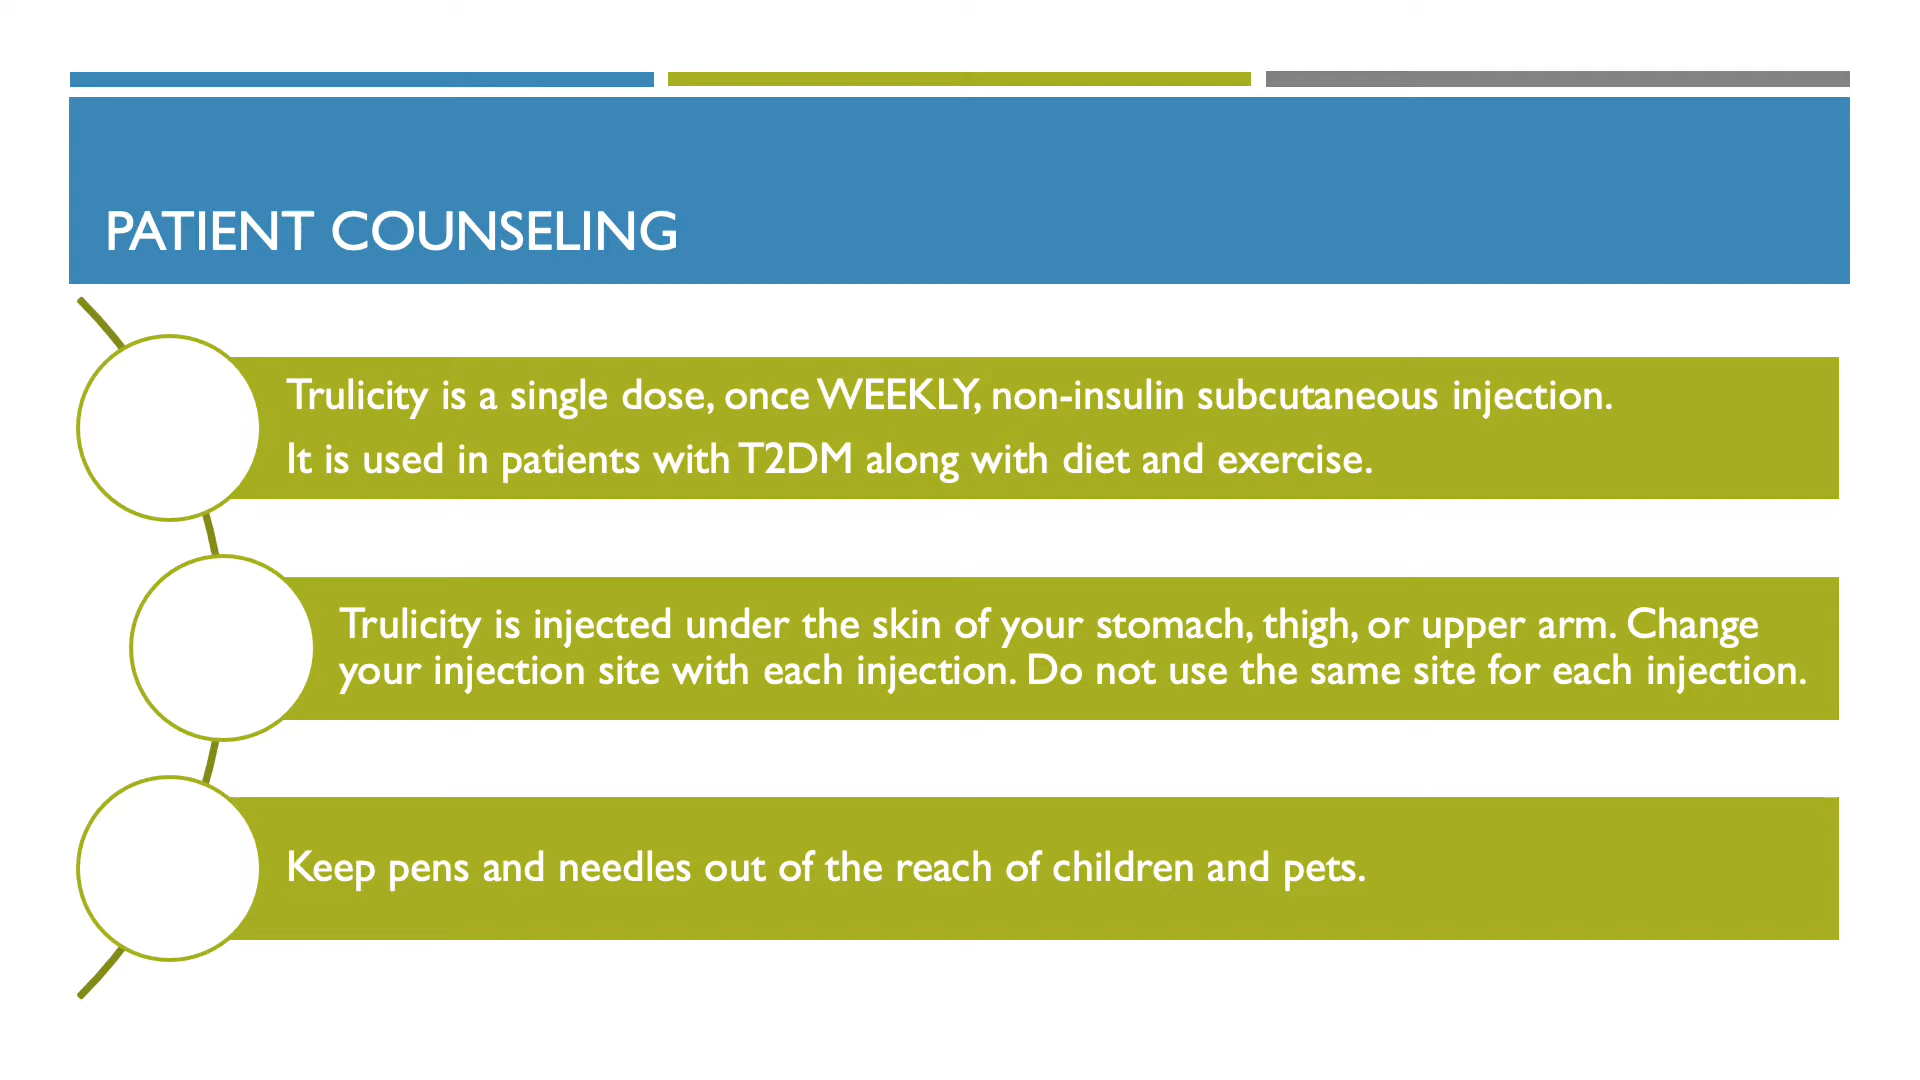 PATIENT COUNSELING
Trulicity is a single dose, once WEEKLY, non-insulin subcutaneous injection.
It is used in patients with T2DM along with diet and exercise.
Trulicity is injected under the skin of your stomach, thigh, or upper arm. Change
your injection site with each injection. Do not use the same site for each injection.
Keep pens and needles out of the reach of children and pets.